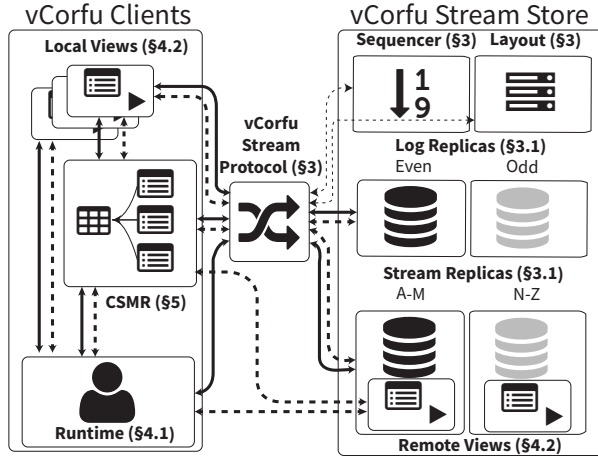 vCorfu Clients
Local Views (§4.2)
CSMR (§5)
Runtime (§4.1)
vCorfu
Stream
Protocol (§3)
vCorfu Stream Store
Sequencer (§3) Layout (§3)
1
9
Log Replicas (§3.1)
Even Odd
Stream Replicas (§3.1)
A-M N-Z
Remote Views (§4.2)